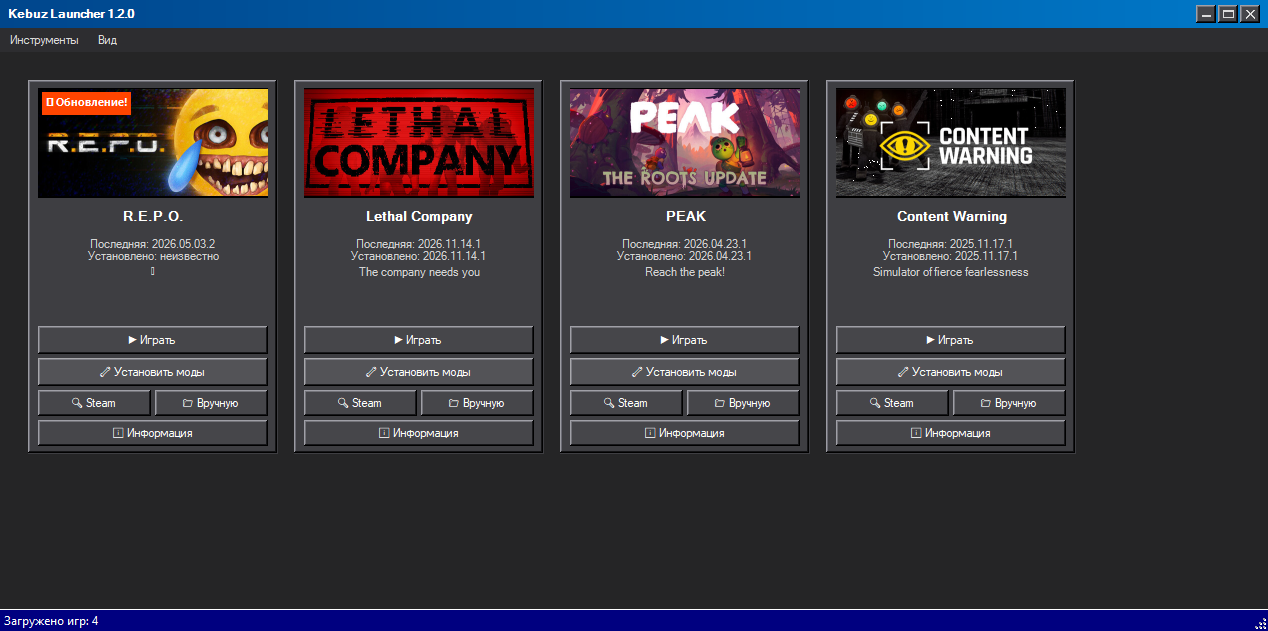 Kebuz Launcher 1.2.0
Инструменты Вид
Обновление!
R.E.P.O.
R.E.P.O.
Последняя: 2026.05.03.2
Установлено: неизвестно
▶ Играть
Установить моды
Steam Вручную
Информация
LETHAL
COMPANY
Lethal Company
Последняя: 2026.11.14.1
Установлено: 2026.11.14.1
The company needs you
▶ Играть
Установить моды
Steam Вручную
Информация
PEAK
THE ROOTS UPDATE
PEAK
Последняя: 2026.04.23.1
Установлено: 2026.04.23.1
Reach the peak!
▶ Играть
Установить моды
Steam Вручную
Информация
CONTENT
WARNING
Content Warning
Последняя: 2025.11.17.1
Установлено: 2025.11.17.1
Simulator of fierce fearlessness
▶ Играть
Установить моды
Steam Вручную
Информация
Загружено игр: 4